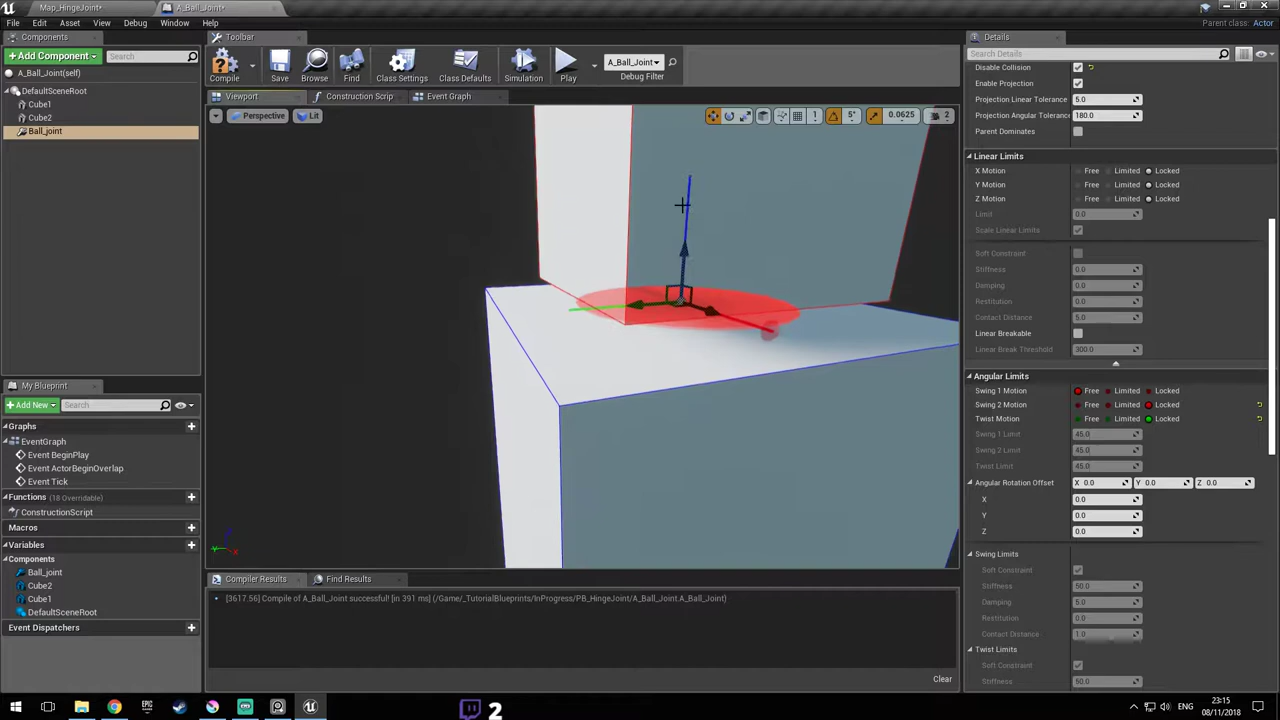 Map_HingeJoint*
A_Ball_Joint*
File Edit Asset View Debug Window Help
Parent class: Actor
Components
Toolbar
Details
Add Component
Search
Search Details
A_Ball_Joint(self)
DefaultSceneRoot
Cube1
Cube2
Ball_joint
Compile
Save
Browse
Find
Class Settings
Class Defaults
Simulation
Play
A_Ball_Joint
Debug Filter
Viewport
Construction Scrip
Event Graph
Perspective
Lit
1
5°
0.0625
2
Disable Collision
Enable Projection
Projection Linear Tolerance 5.0
Projection Angular Tolerance 180.0
Parent Dominates
Linear Limits
X Motion Free Limited Locked
Y Motion Free Limited Locked
Z Motion Free Limited Locked
Limit 0.0
Scale Linear Limits
Soft Constraint
Stiffness 0.0
Damping 0.0
Restitution 0.0
Contact Distance 5.0
Linear Breakable
Linear Break Threshold 300.0
Angular Limits
Swing 1 Motion Free Limited Locked
Swing 2 Motion Free Limited Locked
Twist Motion Free Limited Locked
Swing 1 Limit 45.0
Swing 2 Limit 45.0
Twist Limit 45.0
Angular Rotation Offset X 0.0 Y 0.0 Z 0.0
X 0.0
Y 0.0
Z 0.0
Swing Limits
Soft Constraint
Stiffness 50.0
Damping 5.0
Restitution 0.0
Contact Distance 1.0
Twist Limits
Soft Constraint
Stiffness 50.0
My Blueprint
Add New
Search
Graphs
EventGraph
Event BeginPlay
Event ActorBeginOverlap
Event Tick
Functions (18 Overridable)
ConstructionScript
Macros
Variables
Components
Ball_joint
Cube2
Cube1
DefaultSceneRoot
Event Dispatchers
Compiler Results
Find Results
[3617.56] Compile of A_Ball_Joint successful! [in 391 ms] (/Game/_TutorialBlueprints/InProgress/PB_HingeJoint/A_Ball_Joint.A_Ball_Joint)
Clear
2
ENG
23:15
08/11/2018